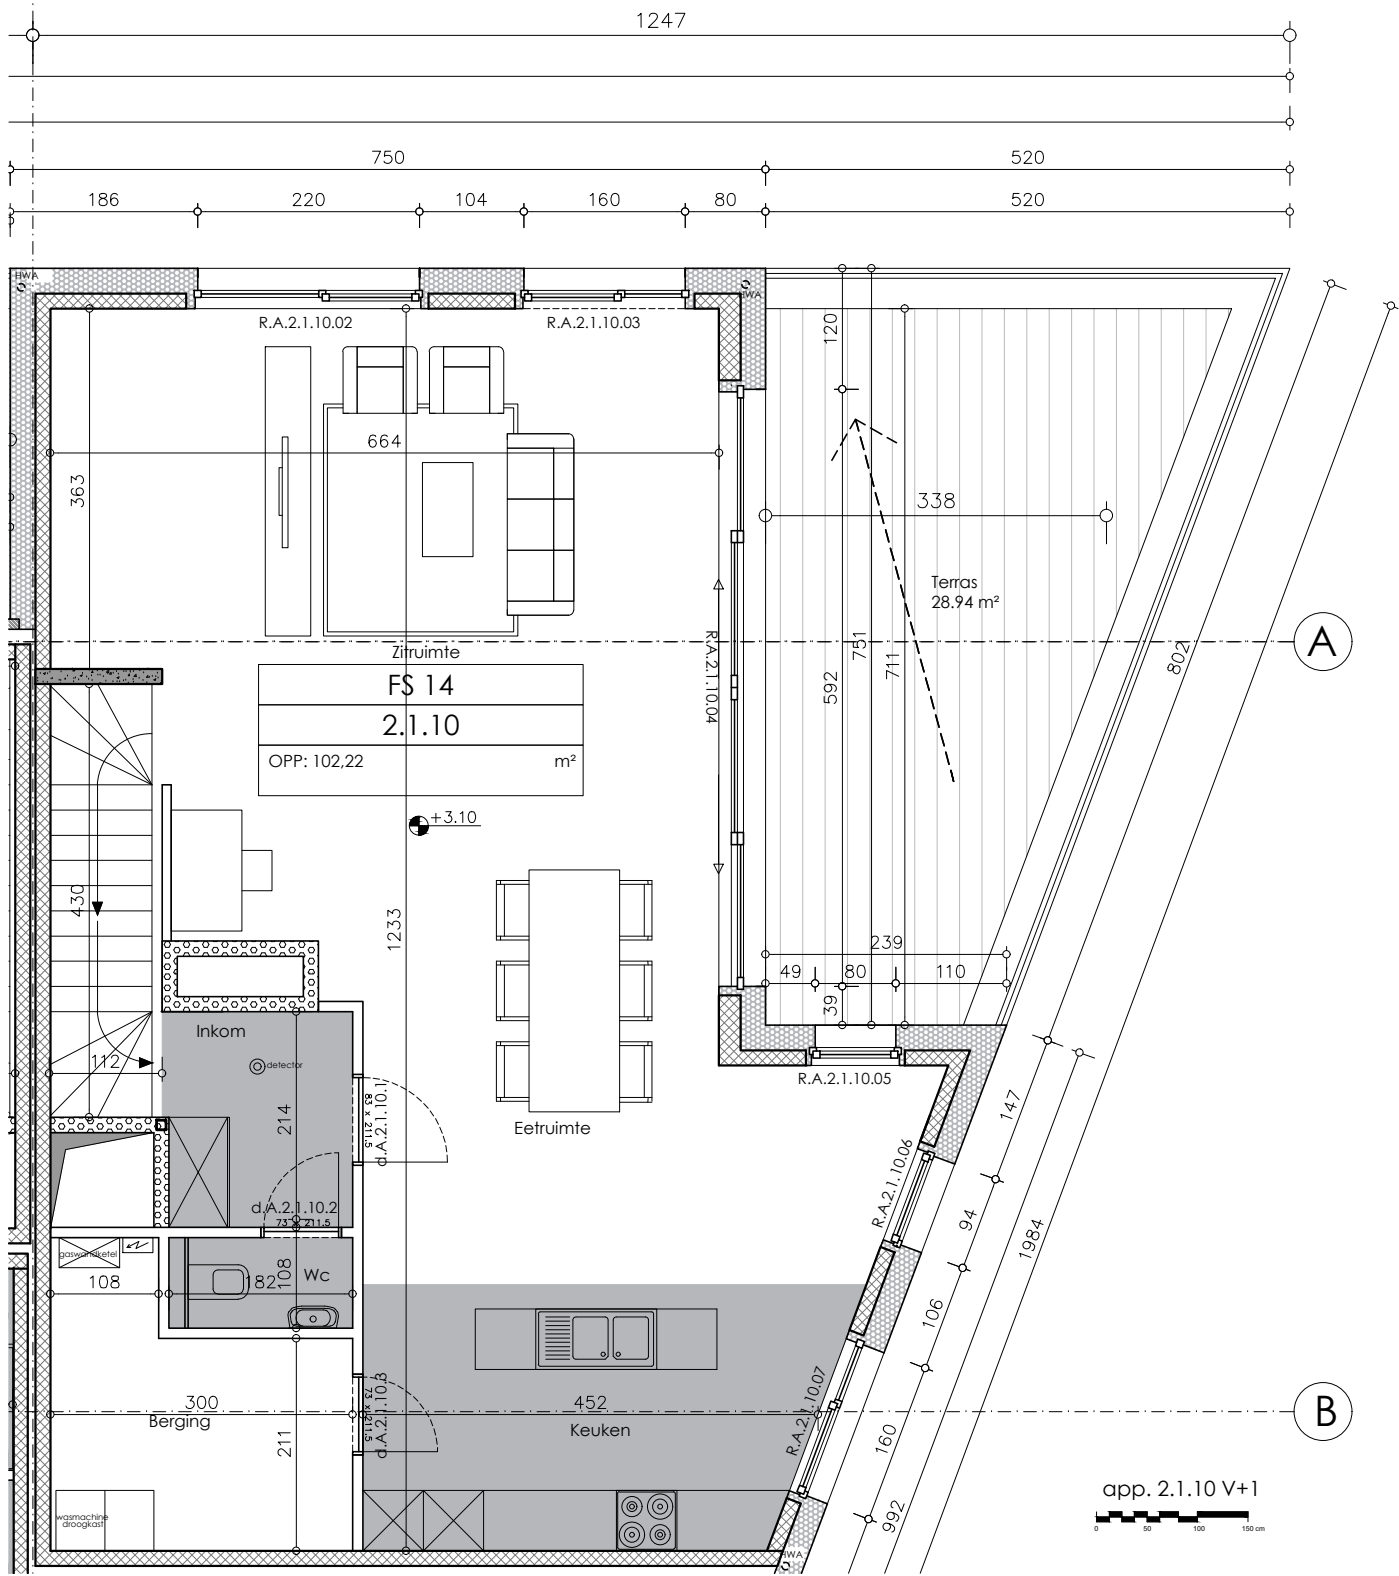 1247
750
520
186
220
104
160
80
520
HWA
HWA
R.A.2.1.10.02
R.A.2.1.10.03
120
664
363
338
Terras
28.94 m²
A
R.A.2.1.10.04
751
711
592
802
Zitruimte
FS 14
2.1.10
OPP: 102,22 m²
+3.10
430
1233
239
49
80
110
39
Inkom
detector
112
R.A.2.1.10.05
214
83 x 211.5
d.A.2.1.10.1
Eetruimte
147
R.A.2.1.10.06
d.A.2.1.10.2
73 x 211.5
94
1984
gaswandketel
108
182
108
Wc
106
R.A.2.1.10.07
300
Berging
73 x 211.5
d.A.2.1.10.3
452
Keuken
B
211
160
992
wasmachine
droogkast
HWA
app. 2.1.10 V+1
0 50 100 150 cm